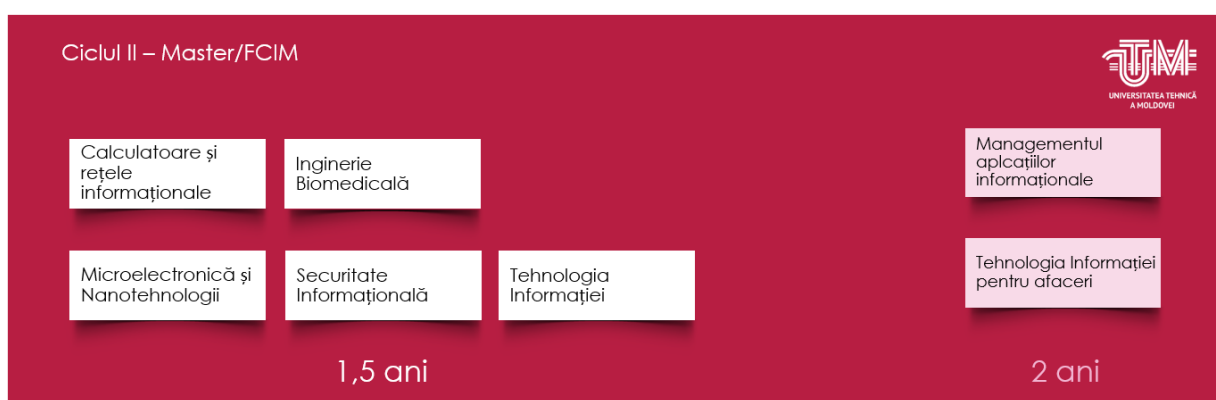 Ciclul II – Master/FCIM
UNIVERSITATEA TEHNICĂ
A MOLDOVEI
Calculatoare și
rețele
informaționale
Inginerie
Biomedicală
Managementul
aplcațiilor
informaționale
Microelectronică și
Nanotehnologii
Securitate
Informațională
Tehnologia
Informației
Tehnologia Informației
pentru afaceri
1,5 ani
2 ani